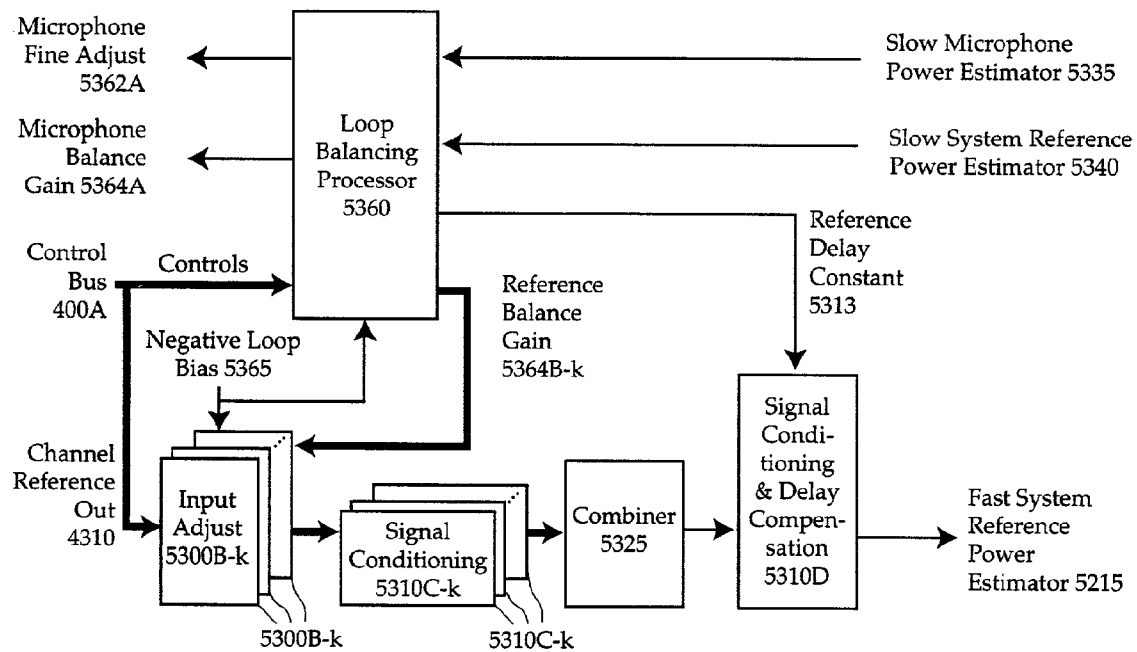 Microphone
Fine Adjust
5362A
Microphone
Balance
Gain 5364A
Control
Bus
400A
Controls
Loop
Balancing
Processor
5360
Slow Microphone
Power Estimator 5335
Slow System Reference
Power Estimator 5340
Reference
Delay
Constant
5313
Reference
Balance
Gain
5364B-k
Negative Loop
Bias 5365
Channel
Reference
Out
4310
Input
Adjust
5300B-k
5300B-k
Signal
Conditioning
5310C-k
5310C-k
Combiner
5325
Signal
Condi-
tioning
& Delay
Compen-
sation
5310D
Fast System
Reference
Power
Estimator 5215